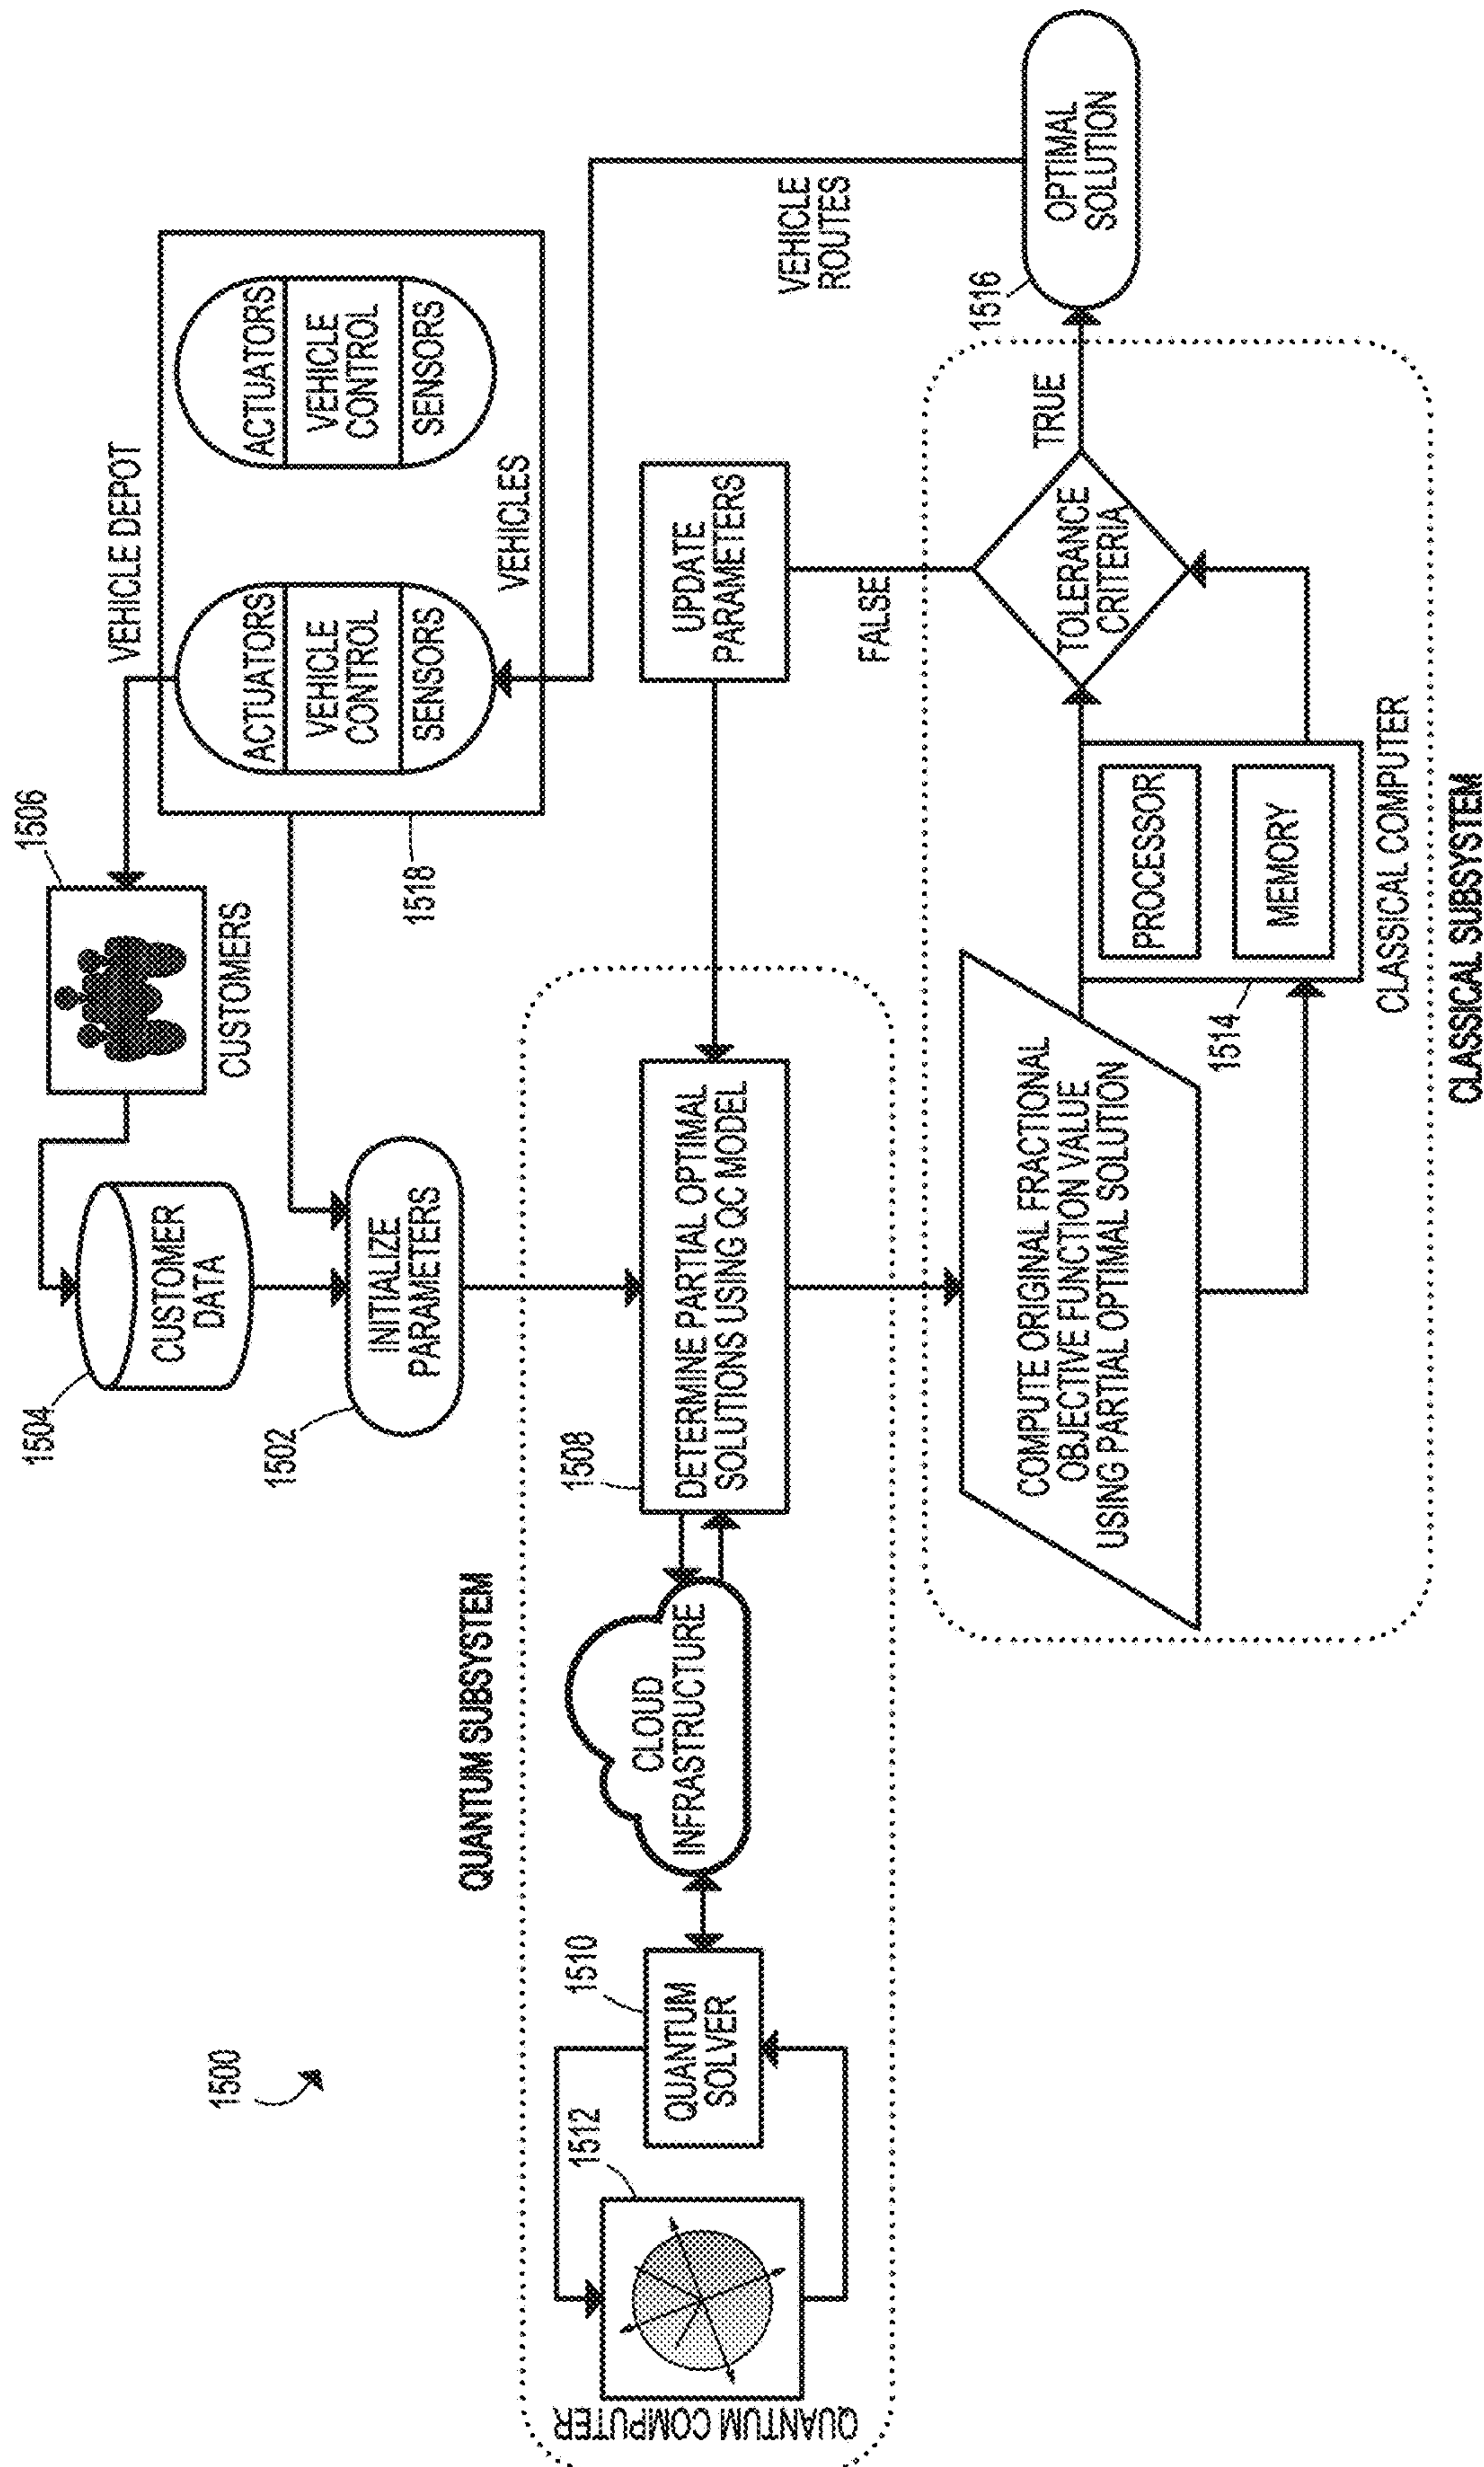 1500
1504
CUSTOMER
DATA
1506
CUSTOMERS
VEHICLE DEPOT
ACTUATORS
VEHICLE
CONTROL
SENSORS
ACTUATORS
VEHICLE
CONTROL
SENSORS
VEHICLES
1518
1502
INITIALIZE
PARAMETERS
QUANTUM SUBSYSTEM
QUANTUM COMPUTER
1512
1510
QUANTUM
SOLVER
CLOUD
INFRASTRUCTURE
1508
DETERMINE PARTIAL OPTIMAL
SOLUTIONS USING QC MODEL
UPDATE
PARAMETERS
VEHICLE
ROUTES
FALSE
COMPUTE ORIGINAL FRACTIONAL
OBJECTIVE FUNCTION VALUE
USING PARTIAL OPTIMAL SOLUTION
1514
PROCESSOR
MEMORY
CLASSICAL COMPUTER
TOLERANCE
CRITERIA
TRUE
1516
OPTIMAL
SOLUTION
CLASSICAL SUBSYSTEM